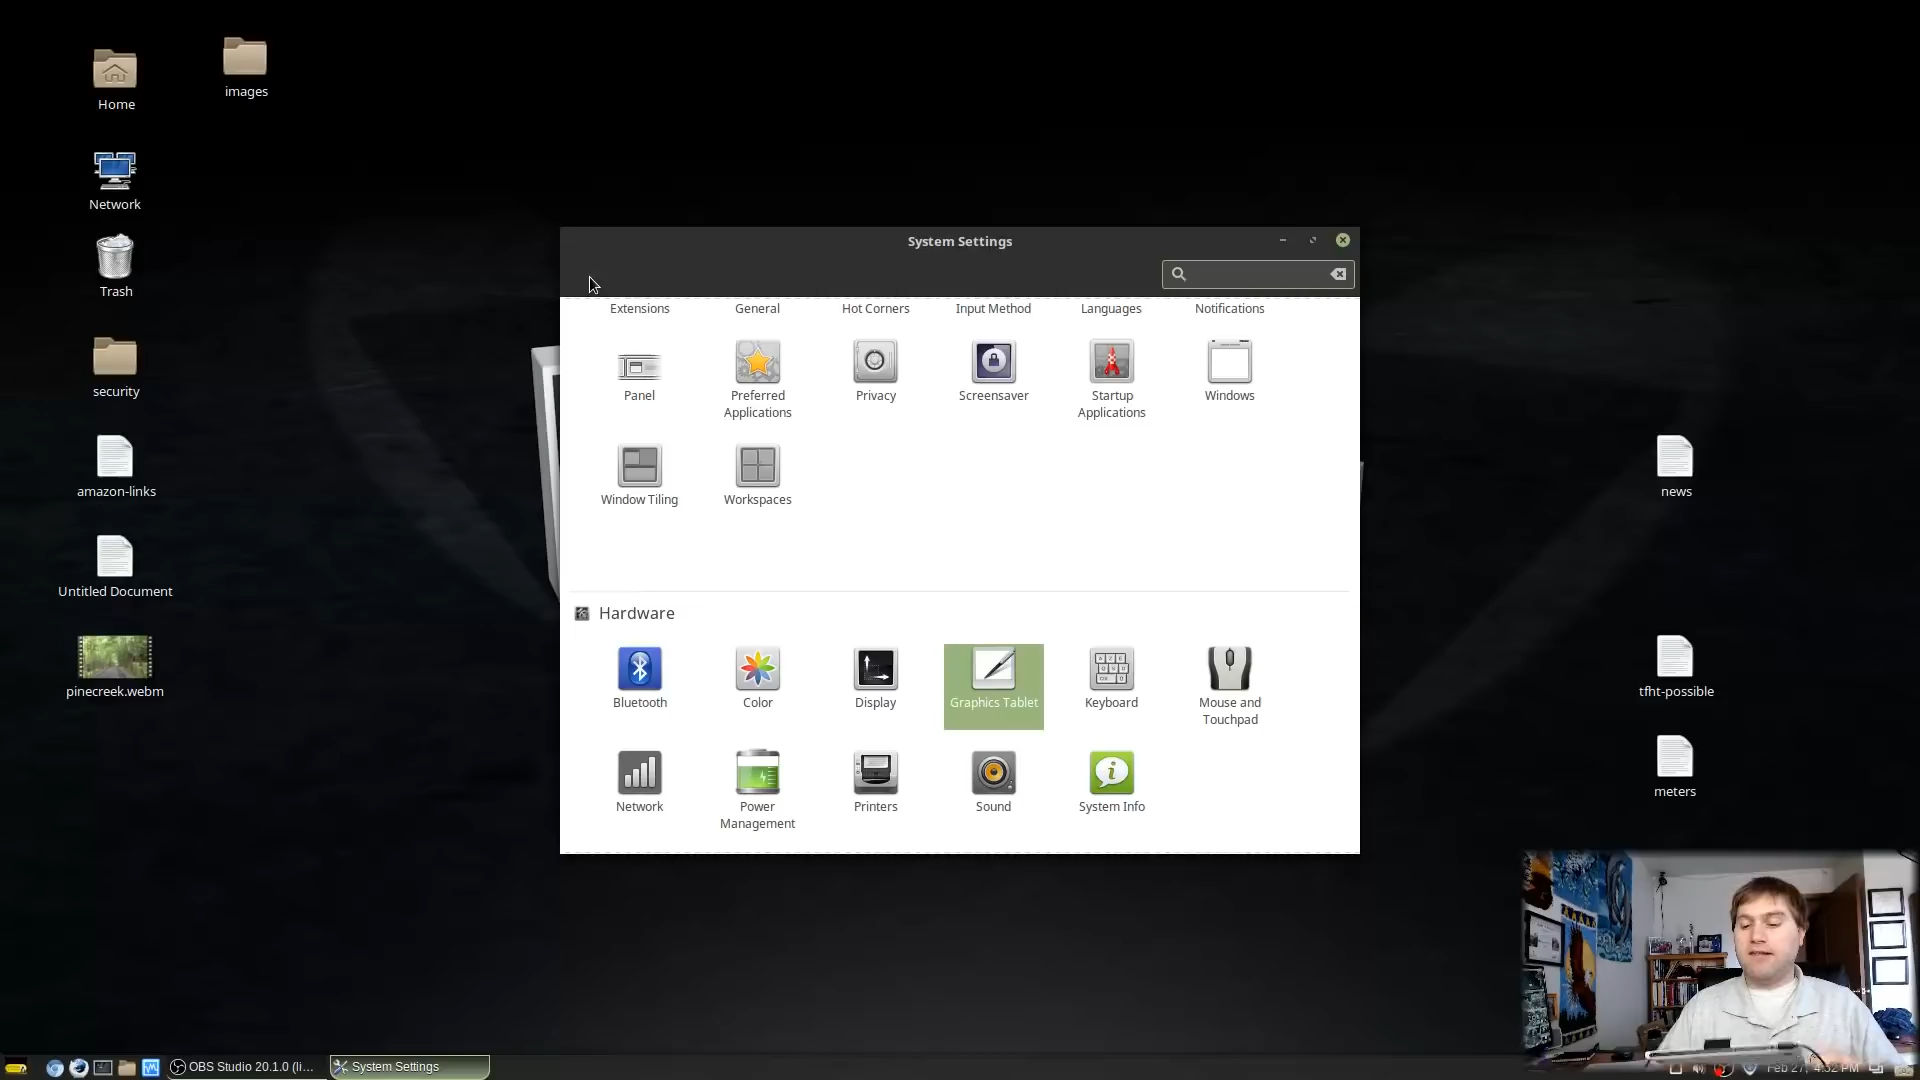 Home
images
Network
Trash
security
amazon-links
Untitled Document
pinecreek.webm
System Settings
Extensions
General
Hot Corners
Input Method
Languages
Notifications
Panel
Preferred
Applications
Privacy
Screensaver
Startup
Applications
Windows
Window Tiling
Workspaces
Hardware
Bluetooth
Color
Display
Graphics Tablet
Keyboard
Mouse and
Touchpad
Network
Power
Management
Printers
Sound
System Info
news
tfht-possible
meters
OBS Studio 20.1.0 (li...
System Settings
Feb 27, 4:32 PM